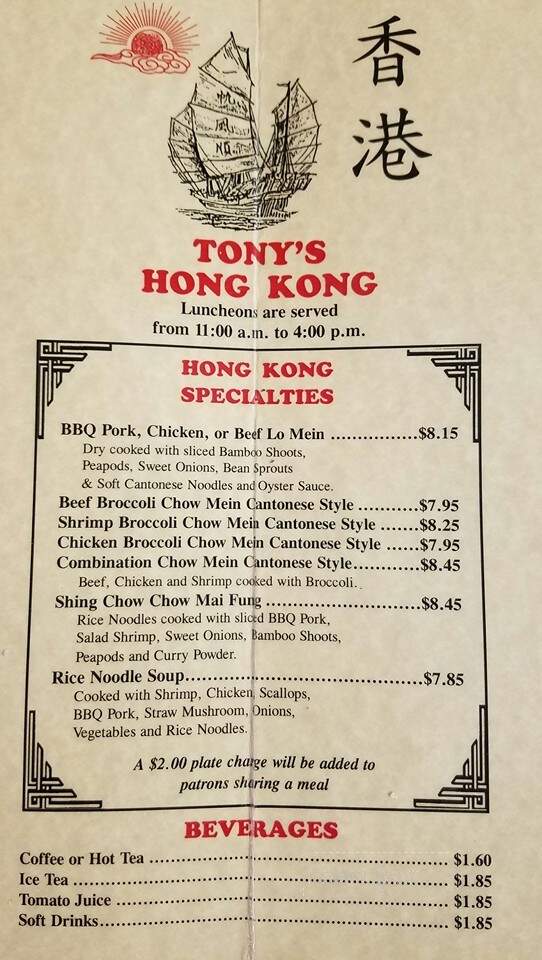 香
港
TONY'S
HONG KONG
Luncheons are served
from 11:00 a.m. to 4:00 p.m.
HONG KONG
SPECIALTIES
BBQ Pork, Chicken, or Beef Lo Mein ................$8.15
Dry cooked with sliced Bamboo Shoots,
Peapods, Sweet Onions, Bean Sprouts
& Soft Cantonese Noodles and Oyster Sauce.
Beef Broccoli Chow Mein Cantonese Style ...........$7.95
Shrimp Broccoli Chow Mein Cantonese Style .......$8.25
Chicken Broccoli Chow Mein Cantonese Style ......$7.95
Combination Chow Mein Cantonese Style............$8.45
Beef, Chicken and Shrimp cooked with Broccoli.
Shing Chow Chow Mai Fung ............................$8.45
Rice Noodles cooked with sliced BBQ Pork,
Salad Shrimp, Sweet Onions, Bamboo Shoots,
Peapods and Curry Powder.
Rice Noodle Soup...........................................$7.85
Cooked with Shrimp, Chicken, Scallops,
BBQ Pork, Straw Mushroom, Onions,
Vegetables and Rice Noodles.
A $2.00 plate charge will be added to
patrons sharing a meal
BEVERAGES
Coffee or Hot Tea ..................................................... $1.60
Ice Tea ..................................................................... $1.85
Tomato Juice ............................................................ $1.85
Soft Drinks............................................................... $1.85